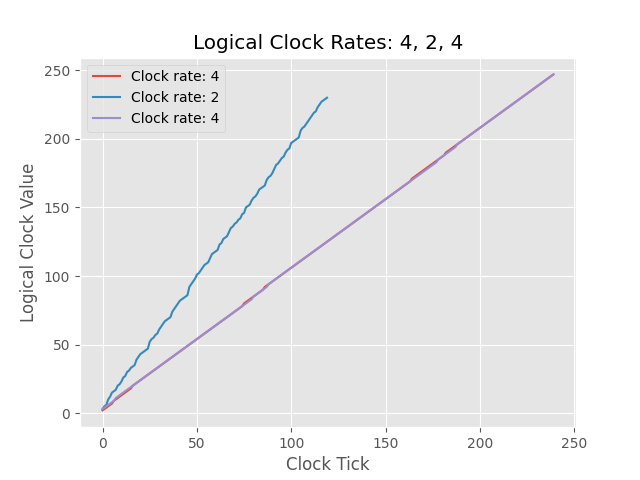 Logical Clock Rates: 4, 2, 4
Clock rate: 4
Clock rate: 2
Clock rate: 4
250
200
150
100
50
0
Logical Clock Value
0 50 100 150 200 250
Clock Tick